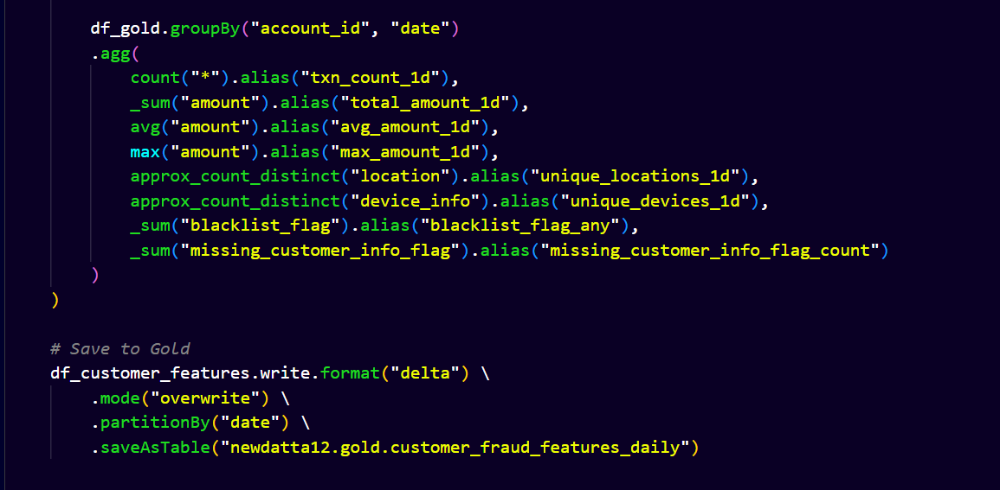 df_gold.groupBy("account_id", "date")
.agg(
count("*").alias("txn_count_1d"),
_sum("amount").alias("total_amount_1d"),
avg("amount").alias("avg_amount_1d"),
max("amount").alias("max_amount_1d"),
approx_count_distinct("location").alias("unique_locations_1d"),
approx_count_distinct("device_info").alias("unique_devices_1d"),
_sum("blacklist_flag").alias("blacklist_flag_any"),
_sum("missing_customer_info_flag").alias("missing_customer_info_flag_count")
)
)
# Save to Gold
df_customer_features.write.format("delta") \
.mode("overwrite") \
.partitionBy("date") \
.saveAsTable("newdatta12.gold.customer_fraud_features_daily")